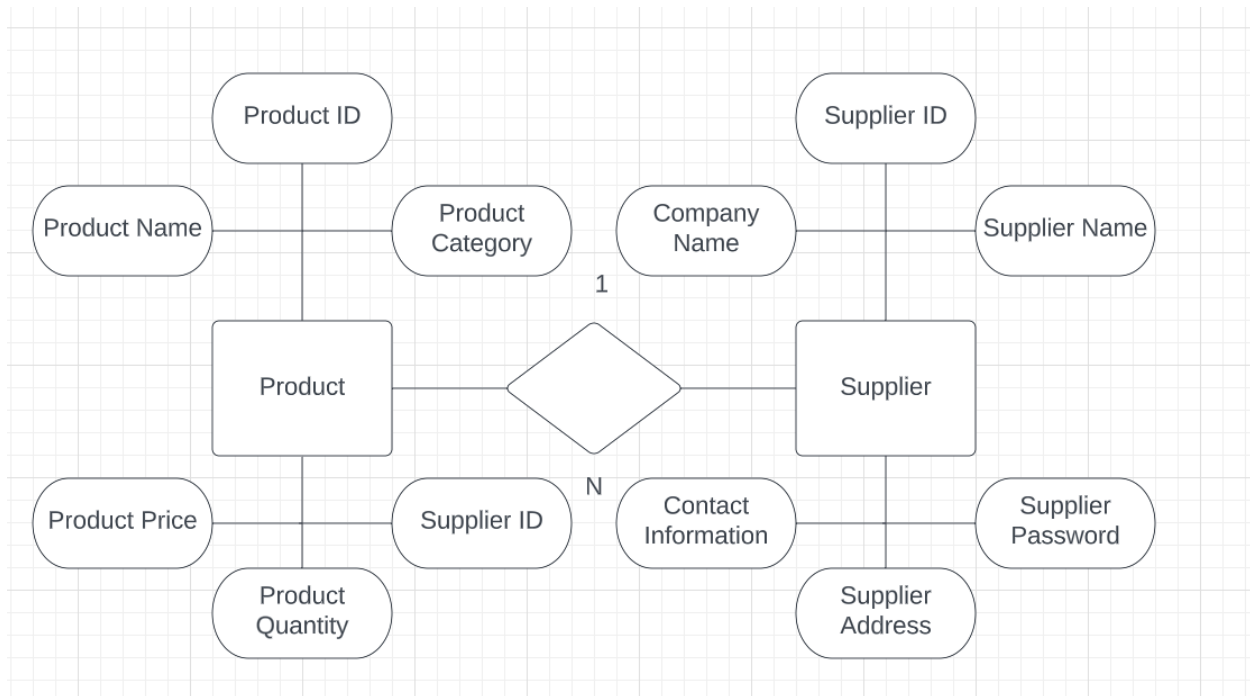 Product ID
Supplier ID
Product Name
Product
Category
Company
Name
Supplier Name
1
Product
Supplier
N
Product Price
Supplier ID
Contact
Information
Supplier
Password
Product
Quantity
Supplier
Address